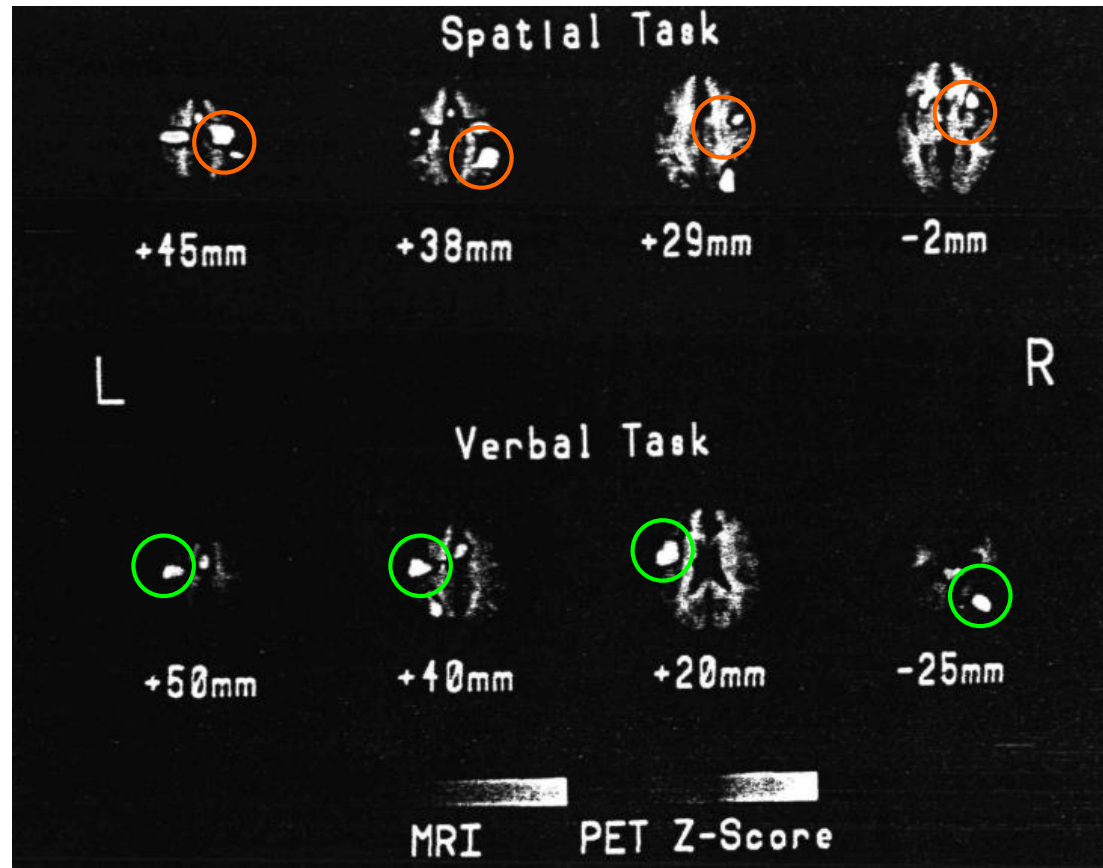 Spatial Task
+45mm +38mm +29mm -2mm
L R
Verbal Task
+50mm +40mm +20mm -25mm
MRI PET Z-Score